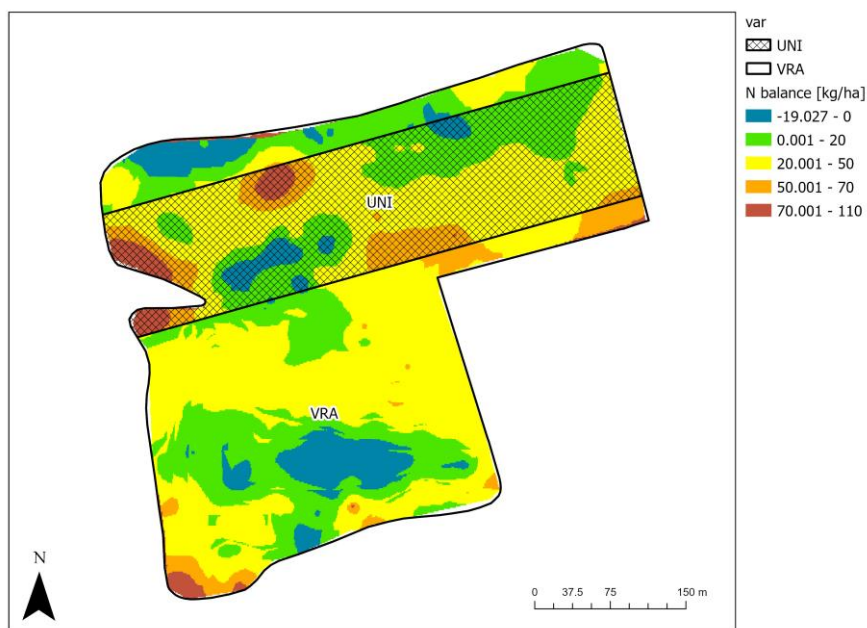 var
UNI
VRA
N balance [kg/ha]
-19.027 - 0
0.001 - 20
20.001 - 50
50.001 - 70
70.001 - 110
UNI
VRA
N
0 37.5 75 150 m